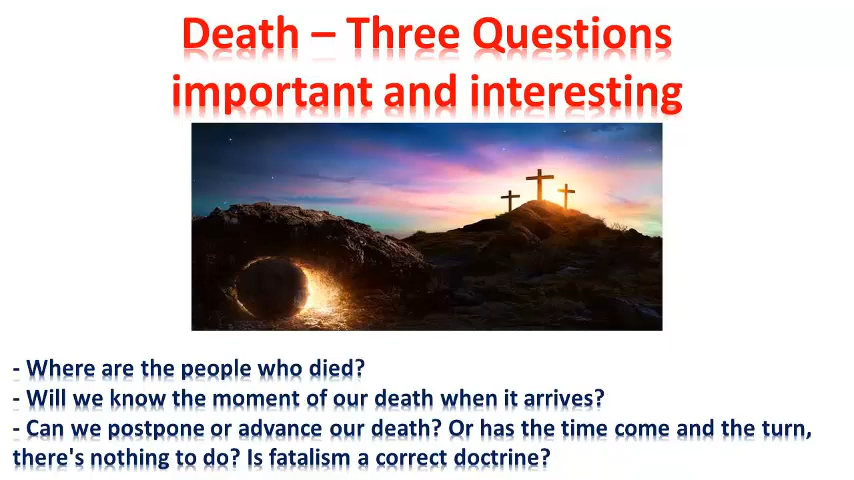 Death – Three Questions
important and interesting
- Where are the people who died?
- Will we know the moment of our death when it arrives?
- Can we postpone or advance our death? Or has the time come and the turn,
there's nothing to do? Is fatalism a correct doctrine?